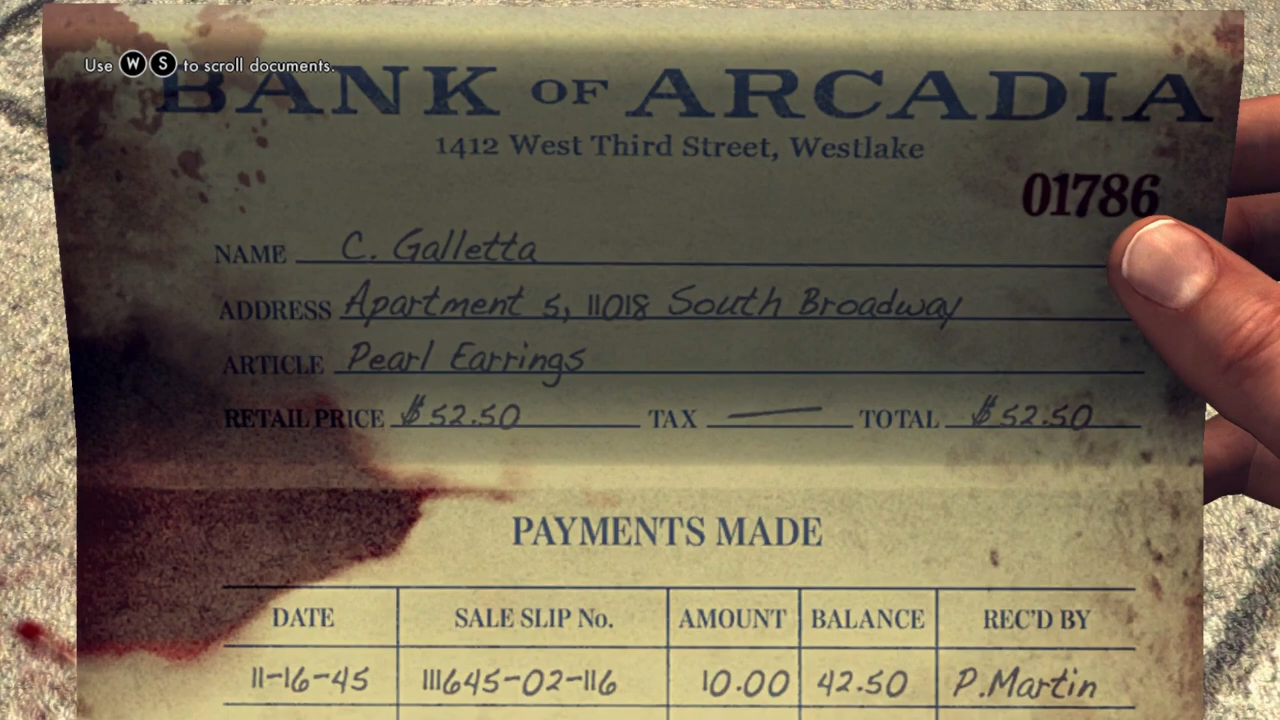 Use W S to scroll documents.
BANK OF ARCADIA
1412 West Third Street, Westlake
01786
NAME C. Galletta
ADDRESS Apartment 5, 11018 South Broadway
ARTICLE Pearl Earrings
RETAIL PRICE $52.50 TAX — TOTAL $52.50
PAYMENTS MADE
DATE SALE SLIP No. AMOUNT BALANCE REC'D BY
11-16-45 111645-02-116 10.00 42.50 P.Martin